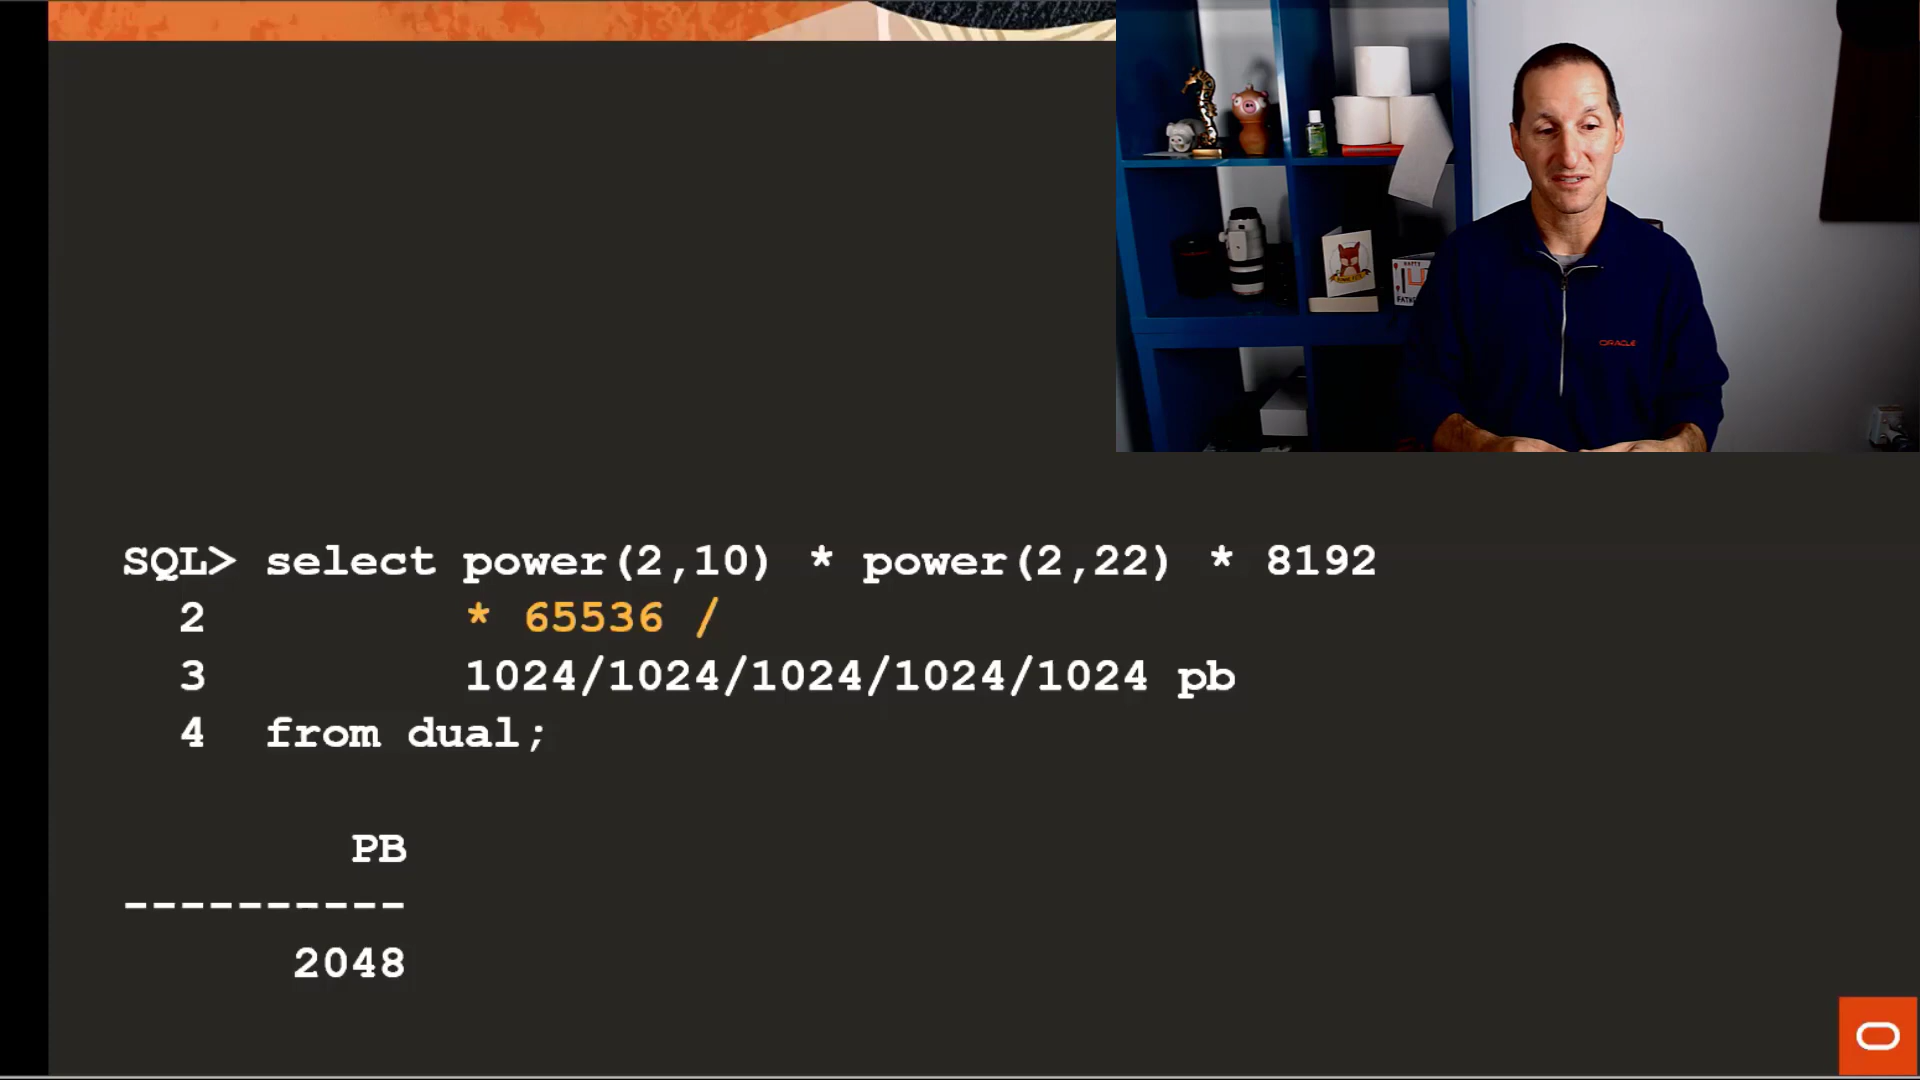 ORACLE
SQL> select power(2,10) * power(2,22) * 8192
2 * 65536 /
3 1024/1024/1024/1024/1024 pb
4 from dual;
PB
----------
2048